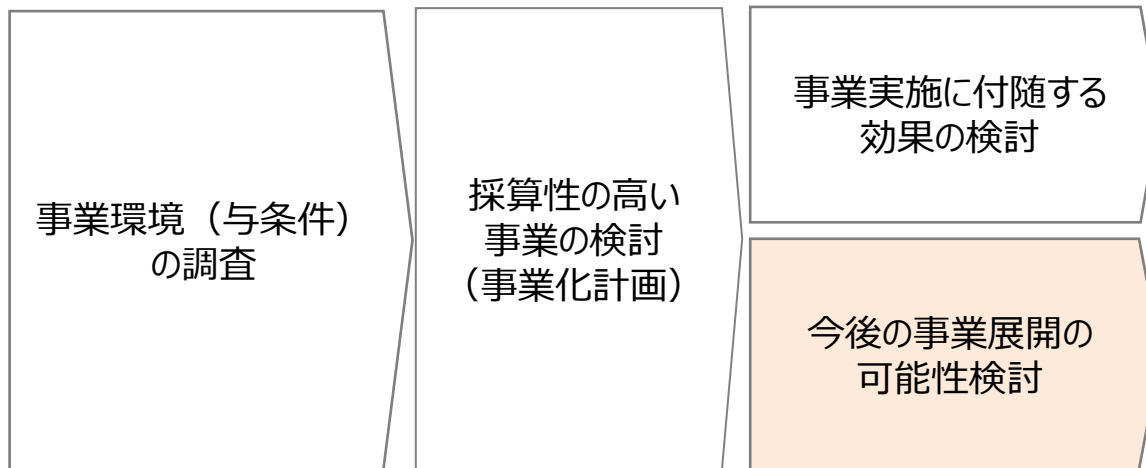 事業環境（与条件）
の調査
採算性の高い
事業の検討
（事業化計画）
事業実施に付随する
効果の検討
今後の事業展開の
可能性検討